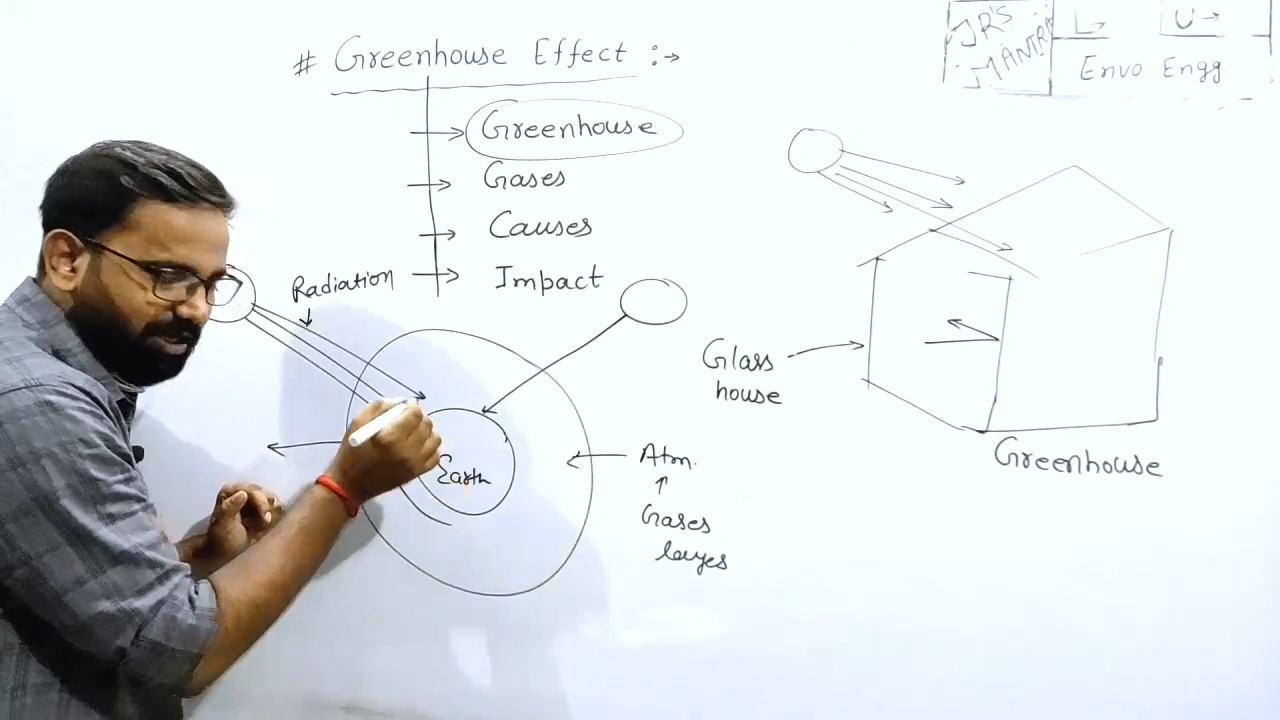 # Greenhouse Effect :→
Greenhouse
Gases
Causes
Impact
Radiation
Earth
Atm.
Gases
layes
Glass
house
Greenhouse
JR'S
MANTRA
L→
U→
Envo Engg